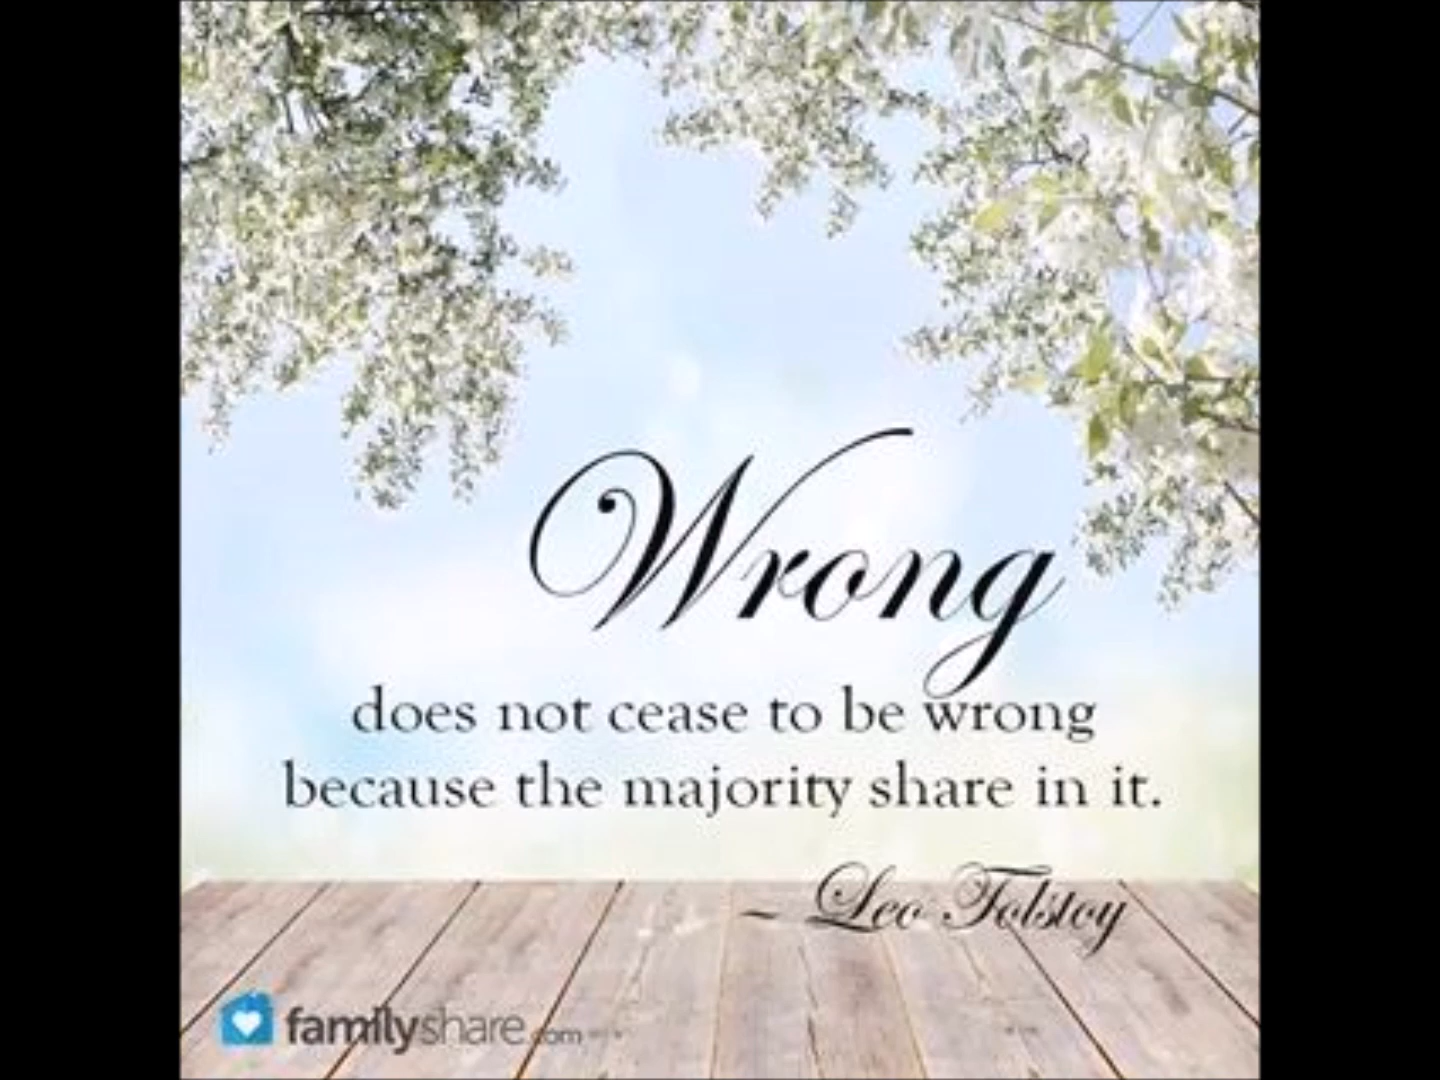 Wrong
does not cease to be wrong
because the majority share in it.
~ Leo Tolstoy
familyshare.com